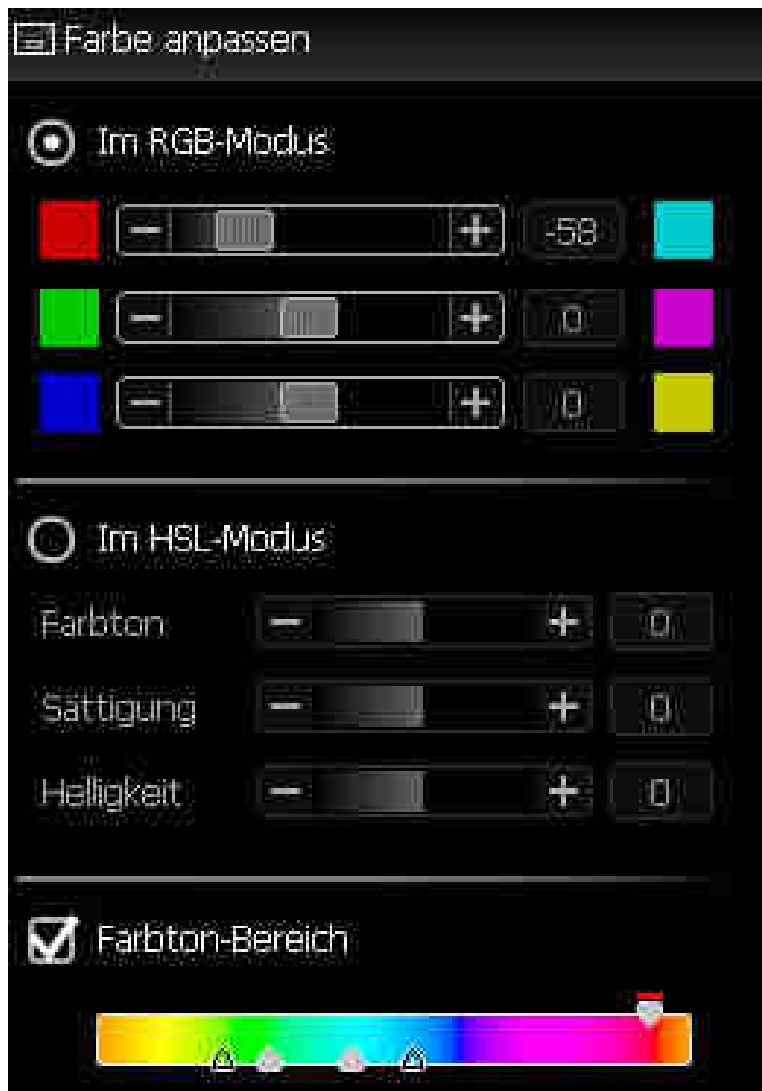 Farbe anpassen
Im RGB-Modus
− + -58
− + 0
− + 0
Im HSL-Modus
Farbton − + 0
Sättigung − + 0
Helligkeit − + 0
Farbton-Bereich